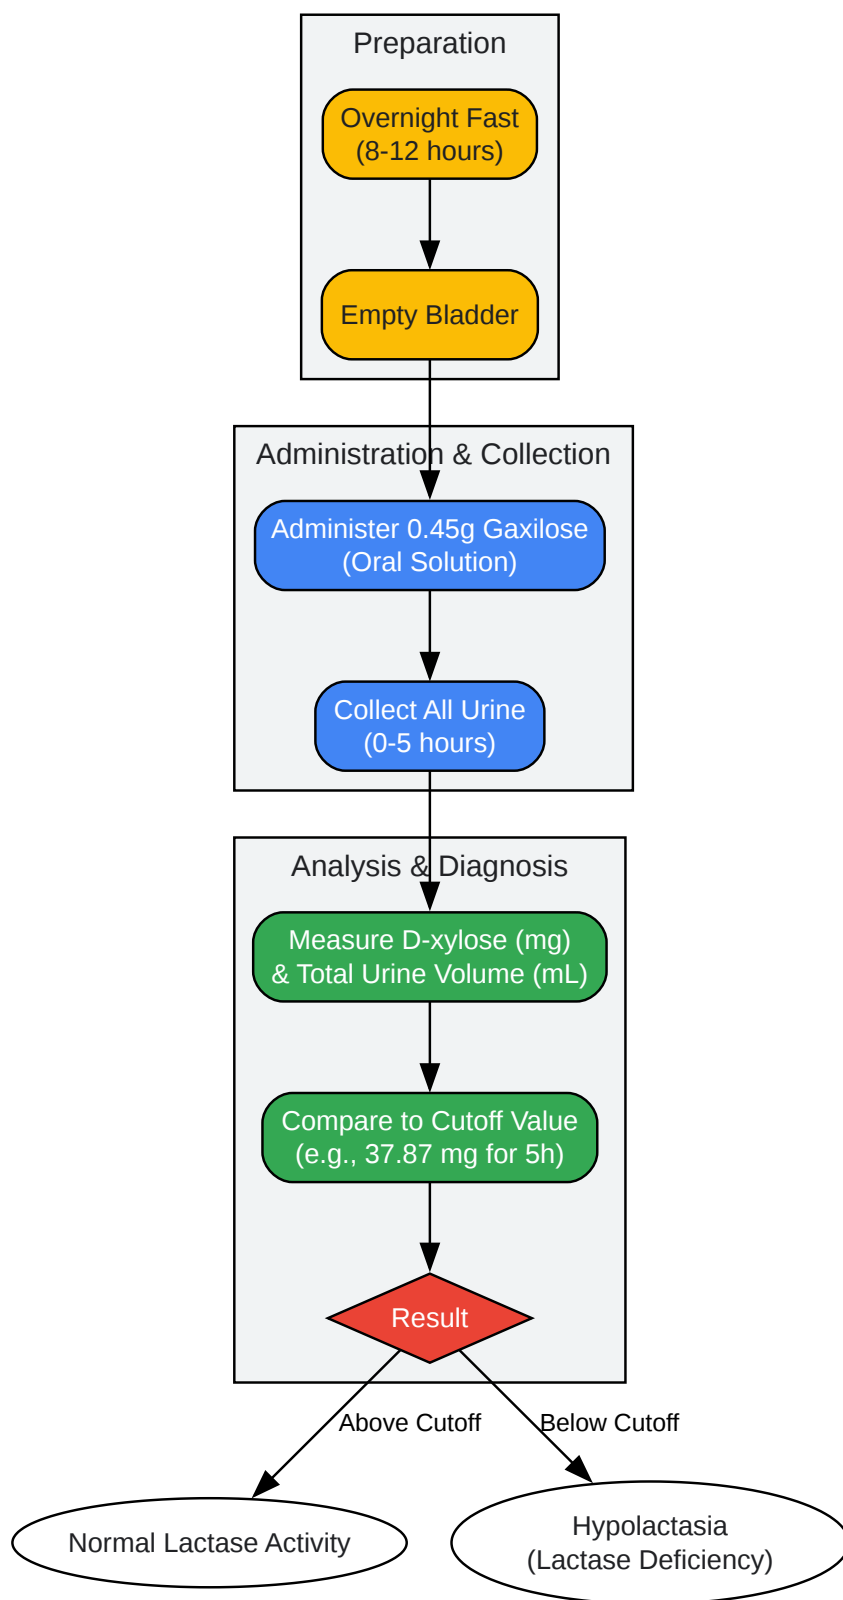 Preparation
Overnight Fast
(8-12 hours)
Empty Bladder
Administration & Collection
Administer 0.45g Gaxilose
(Oral Solution)
Collect All Urine
(0-5 hours)
Analysis & Diagnosis
Measure D-xylose (mg)
& Total Urine Volume (mL)
Compare to Cutoff Value
(e.g., 37.87 mg for 5h)
Result
Above Cutoff
Below Cutoff
Normal Lactase Activity
Hypolactasia
(Lactase Deficiency)